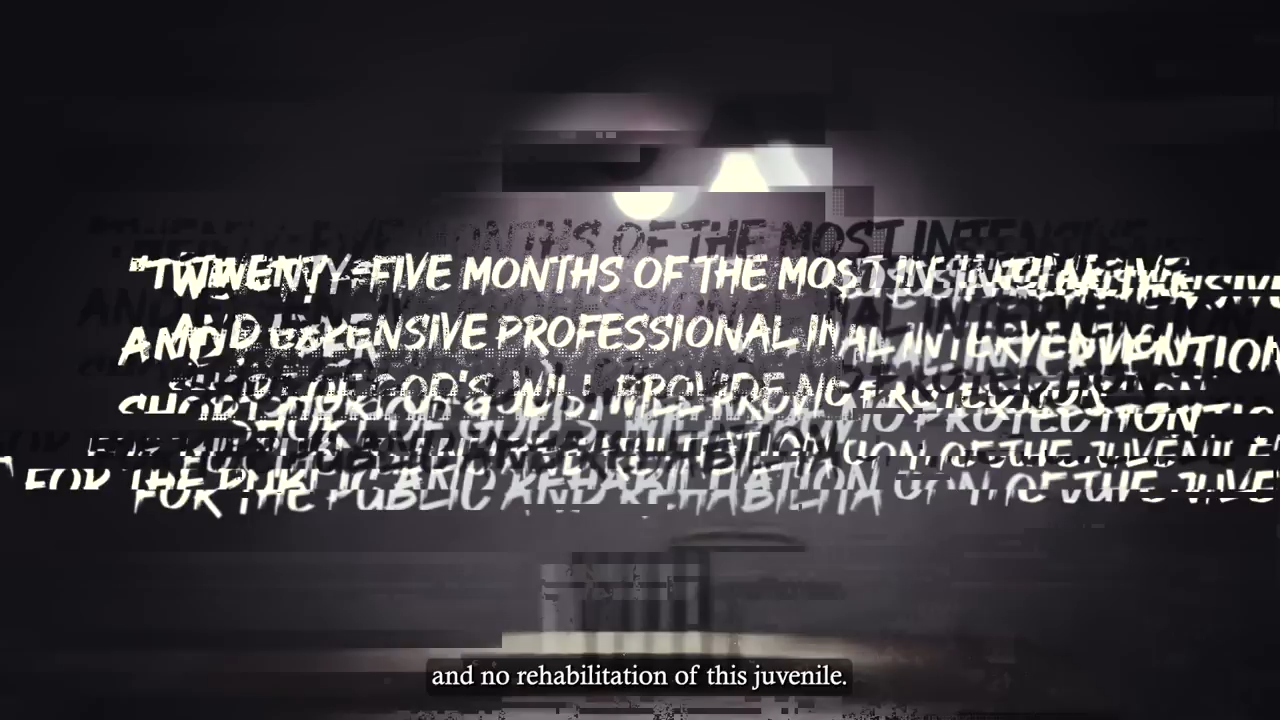 "TWENTY-FIVE MONTHS OF THE MOST INTENSIVE
AND EXTENSIVE PROFESSIONAL INTERVENTION
SHORT OF GOD'S WILL PROVIDE NO PROTECTION
FOR THE PUBLIC AND REHABILITATION OF THE JUVENILE"
and no rehabilitation of this juvenile.